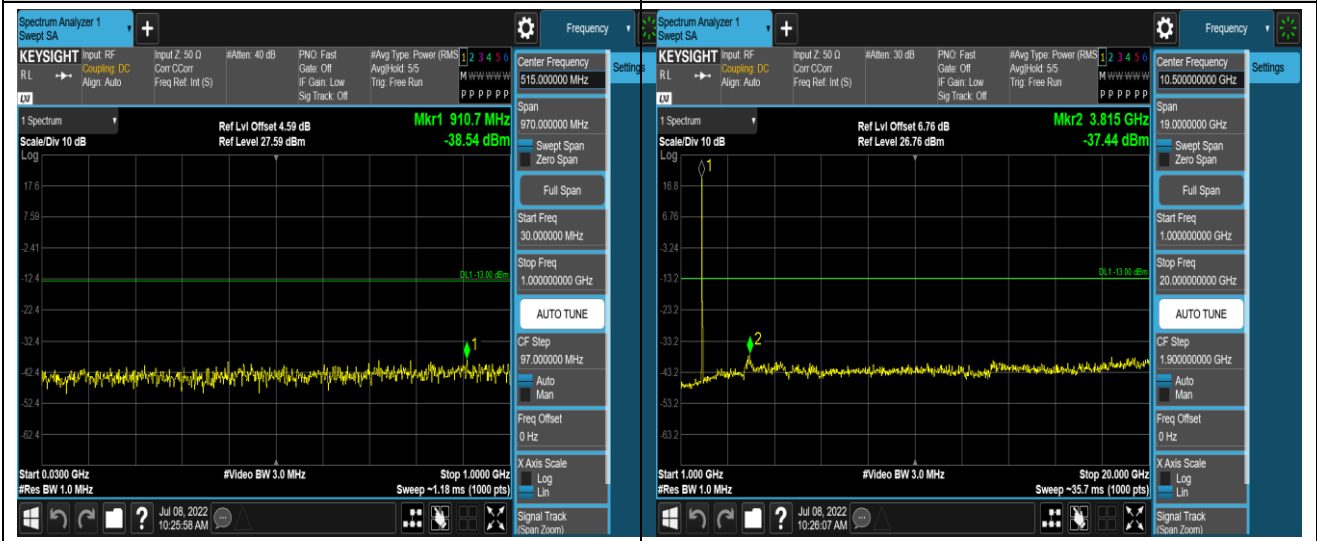 Spectrum Analyzer 1
Swept SA
Frequency
KEYSIGHT
RL
LXI
Input: RF
Coupling: DC
Align: Auto
Input Z: 50 Ω
Corr CCorr
Freq Ref: Int (S)
#Atten: 40 dB
PNO: Fast
Gate: Off
IF Gain: Low
Sig Track: Off
#Avg Type: Power (RMS
Avg|Hold: 5/5
Trig: Free Run
1 2 3 4 5 6
M W W W W W
P P P P P P
1 Spectrum
Scale/Div 10 dB
Log
Ref Lvl Offset 4.59 dB
Ref Level 27.59 dBm
Mkr1 910.7 MHz
-38.54 dBm
17.6
7.59
-2.41
-12.4
-22.4
-32.4
-42.4
-52.4
-62.4
DL1 -13.00 dBm
1
Start 0.0300 GHz
#Res BW 1.0 MHz
#Video BW 3.0 MHz
Stop 1.0000 GHz
Sweep ~1.18 ms (1000 pts)
Jul 08, 2022
10:25:58 AM
Center Frequency
515.000000 MHz
Span
970.000000 MHz
Swept Span
Zero Span
Full Span
Start Freq
30.000000 MHz
Stop Freq
1.000000000 GHz
AUTO TUNE
CF Step
97.000000 MHz
Auto
Man
Freq Offset
0 Hz
X Axis Scale
Log
Lin
Signal Track
(Span Zoom)
Settings
Spectrum Analyzer 1
Swept SA
Frequency
KEYSIGHT
RL
LXI
Input: RF
Coupling: DC
Align: Auto
Input Z: 50 Ω
Corr CCorr
Freq Ref: Int (S)
#Atten: 30 dB
PNO: Fast
Gate: Off
IF Gain: Low
Sig Track: Off
#Avg Type: Power (RMS
Avg|Hold: 5/5
Trig: Free Run
1 2 3 4 5 6
M W W W W W
P P P P P P
1 Spectrum
Scale/Div 10 dB
Log
Ref Lvl Offset 6.76 dB
Ref Level 26.76 dBm
Mkr2 3.815 GHz
-37.44 dBm
16.8
6.76
-3.24
-13.2
-23.2
-33.2
-43.2
-53.2
-63.2
DL1 -13.00 dBm
1
2
Start 1.000 GHz
#Res BW 1.0 MHz
#Video BW 3.0 MHz
Stop 20.000 GHz
Sweep ~35.7 ms (1000 pts)
Jul 08, 2022
10:26:07 AM
Center Frequency
10.500000000 GHz
Span
19.0000000 GHz
Swept Span
Zero Span
Full Span
Start Freq
1.000000000 GHz
Stop Freq
20.000000000 GHz
AUTO TUNE
CF Step
1.900000000 GHz
Auto
Man
Freq Offset
0 Hz
X Axis Scale
Log
Lin
Signal Track
(Span Zoom)
Settings